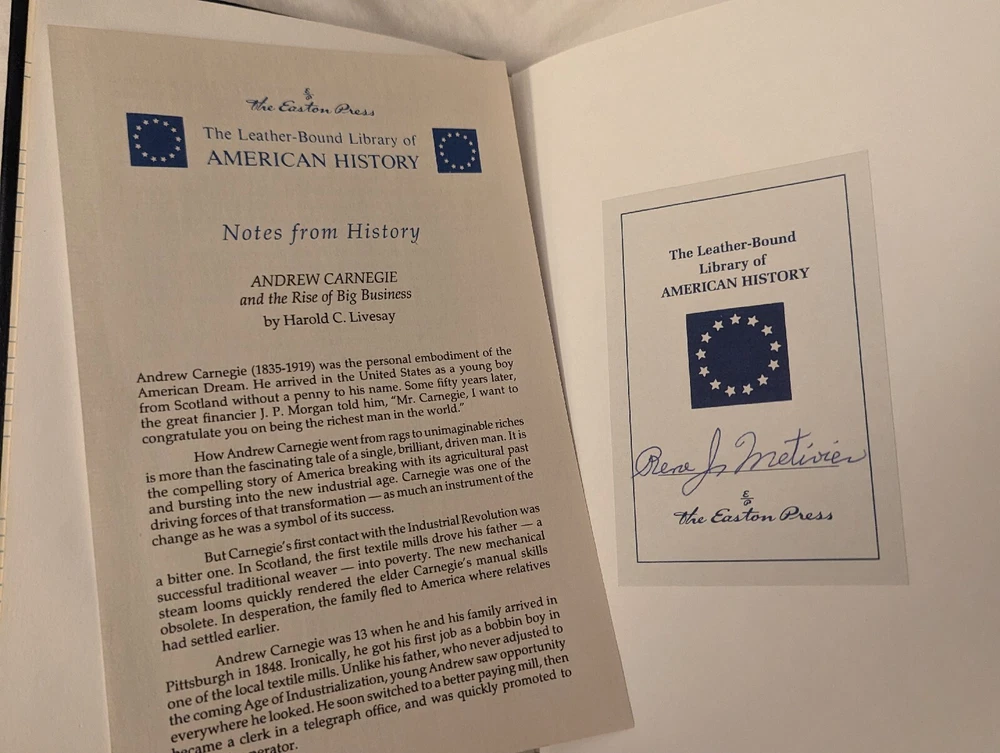 The Easton Press
The Leather-Bound Library of
AMERICAN HISTORY
Notes from History
ANDREW CARNEGIE
and the Rise of Big Business
by Harold C. Livesay
Andrew Carnegie (1835-1919) was the personal embodiment of the
American Dream. He arrived in the United States as a young boy
from Scotland without a penny to his name. Some fifty years later,
the great financier J. P. Morgan told him, “Mr. Carnegie, I want to
congratulate you on being the richest man in the world.”
How Andrew Carnegie went from rags to unimaginable riches
is more than the fascinating tale of a single, brilliant, driven man. It is
the compelling story of America breaking with its agricultural past
and bursting into the new industrial age. Carnegie was one of the
driving forces of that transformation — as much an instrument of the
change as he was a symbol of its success.
But Carnegie's first contact with the Industrial Revolution was
a bitter one. In Scotland, the first textile mills drove his father — a
successful traditional weaver — into poverty. The new mechanical
steam looms quickly rendered the elder Carnegie's manual skills
obsolete. In desperation, the family fled to America where relatives
had settled earlier.
Andrew Carnegie was 13 when he and his family arrived in
Pittsburgh in 1848. Ironically, he got his first job as a bobbin boy in
one of the local textile mills. Unlike his father, who never adjusted to
the coming Age of Industrialization, young Andrew saw opportunity
everywhere he looked. He soon switched to a better paying mill, then
became a clerk in a telegraph office, and was quickly promoted to
The Leather-Bound
Library of
AMERICAN HISTORY
Rene J. Metivier
The Easton Press